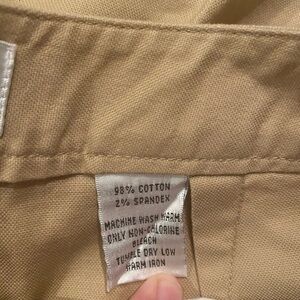 98% COTTON
2% SPANDEX
MACHINE WASH WARM
ONLY NON-CHLORINE
BLEACH
TUMBLE DRY LOW
WARM IRON